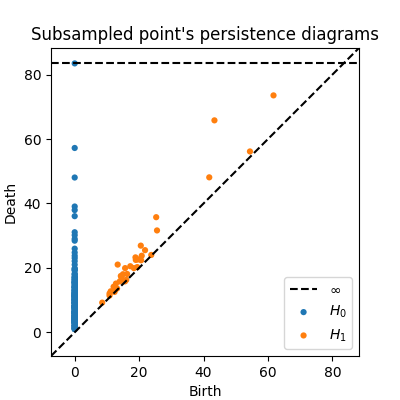 Subsampled point's persistence diagrams
Death
80
60
40
20
0
∞
H₀
H₁
0 20 40 60 80
Birth